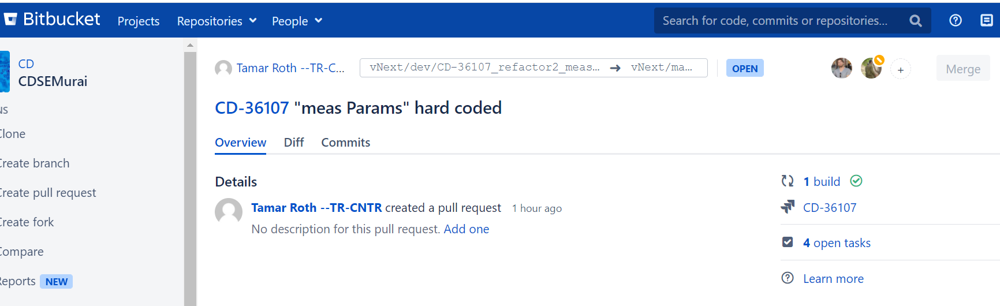 Bitbucket Projects Repositories People Search for code, commits or repositories...
CD
CDSEMurai
Clone
Create branch
Create pull request
Create fork
Compare
Reports NEW
Tamar Roth --TR-C... vNext/dev/CD-36107_refactor2_meas... → vNext/ma... OPEN + Merge
CD-36107 "meas Params" hard coded
Overview Diff Commits
Details
Tamar Roth --TR-CNTR created a pull request 1 hour ago
No description for this pull request. Add one
1 build
CD-36107
4 open tasks
Learn more